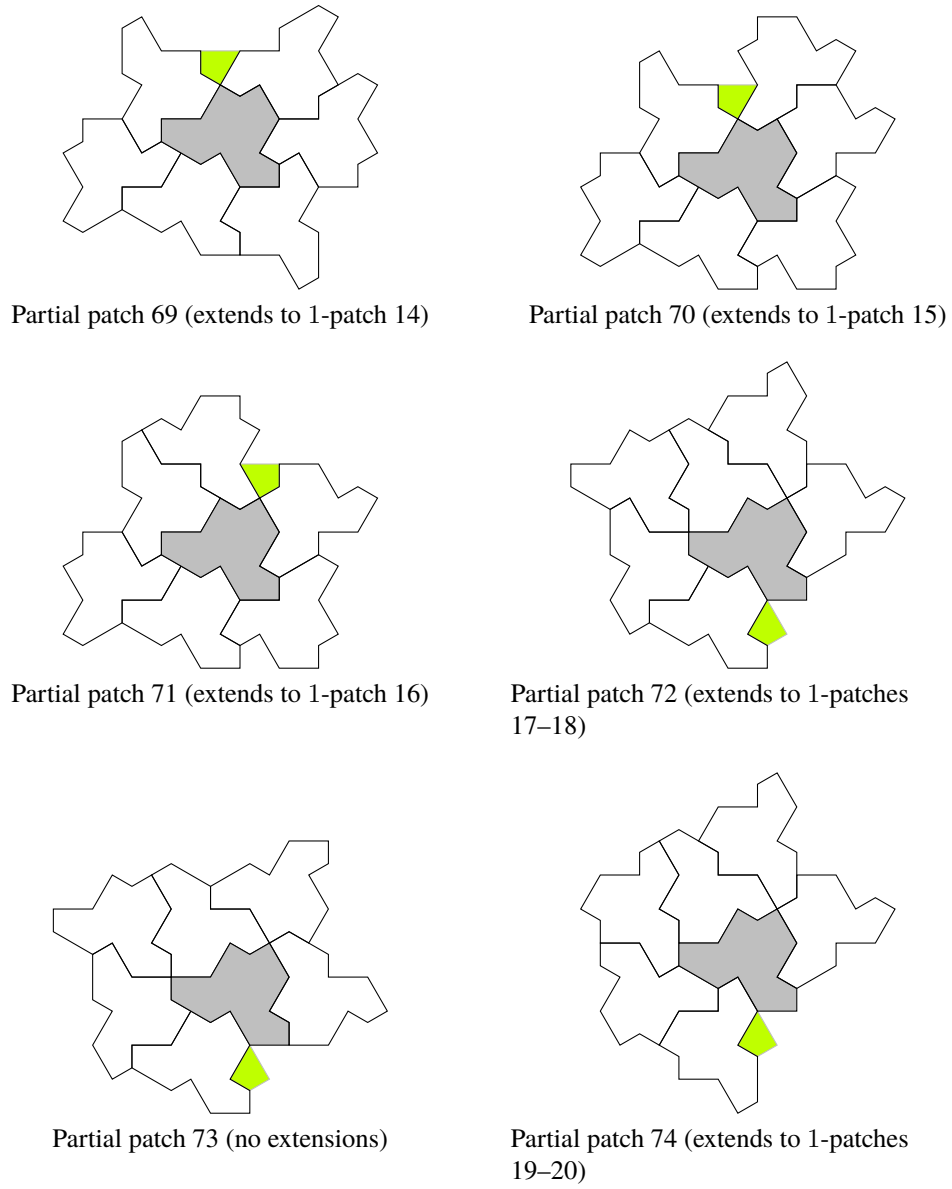 Partial patch 69 (extends to 1-patch 14)
Partial patch 70 (extends to 1-patch 15)
Partial patch 71 (extends to 1-patch 16)
Partial patch 72 (extends to 1-patches
17–18)
Partial patch 73 (no extensions)
Partial patch 74 (extends to 1-patches
19–20)